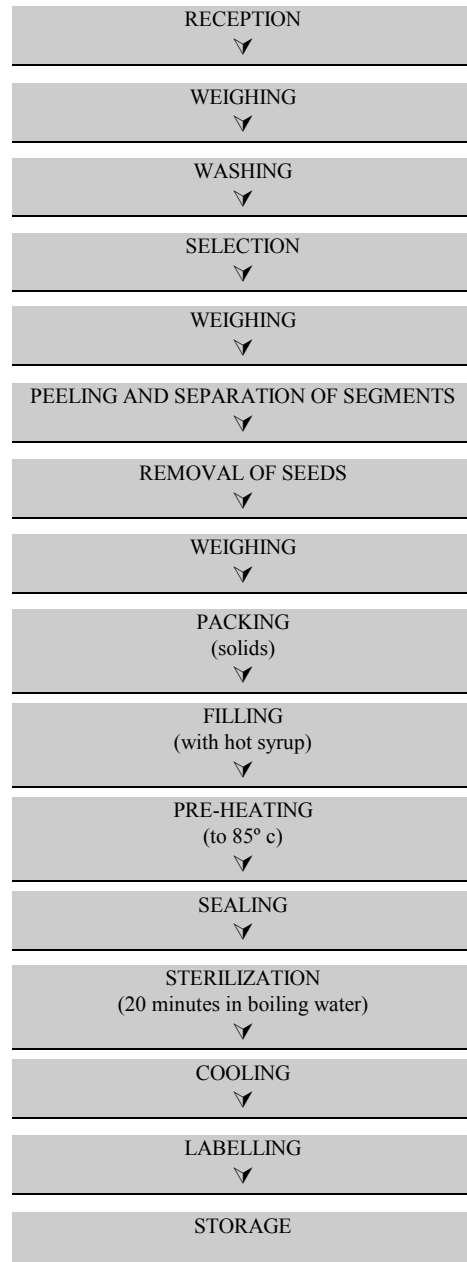 RECEPTION
WEIGHING
WASHING
SELECTION
WEIGHING
PEELING AND SEPARATION OF SEGMENTS
REMOVAL OF SEEDS
WEIGHING
PACKING
(solids)
FILLING
(with hot syrup)
PRE-HEATING
(to 85º c)
SEALING
STERILIZATION
(20 minutes in boiling water)
COOLING
LABELLING
STORAGE